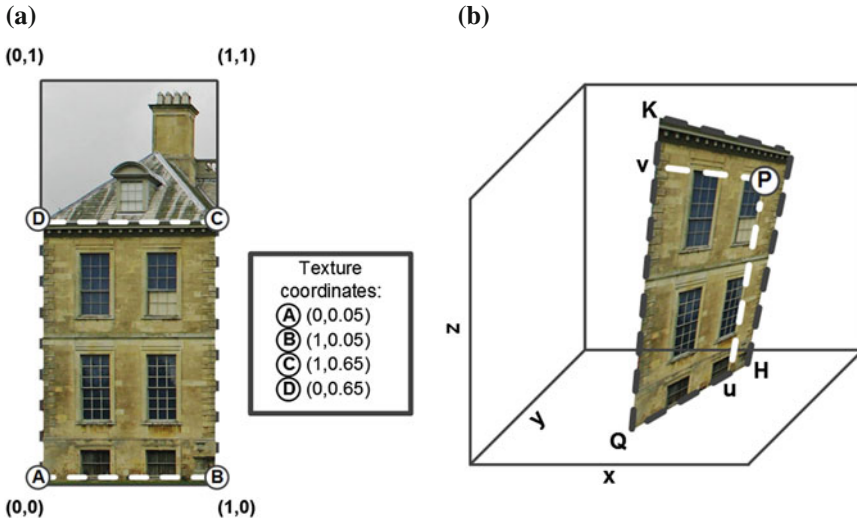 (a)
(0,1) (1,1)
D C
Texture
coordinates:
A (0,0.05)
B (1,0.05)
C (1,0.65)
D (0,0.65)
A B
(0,0) (1,0)
(b)
K
v P
z
H
u
y
Q
x